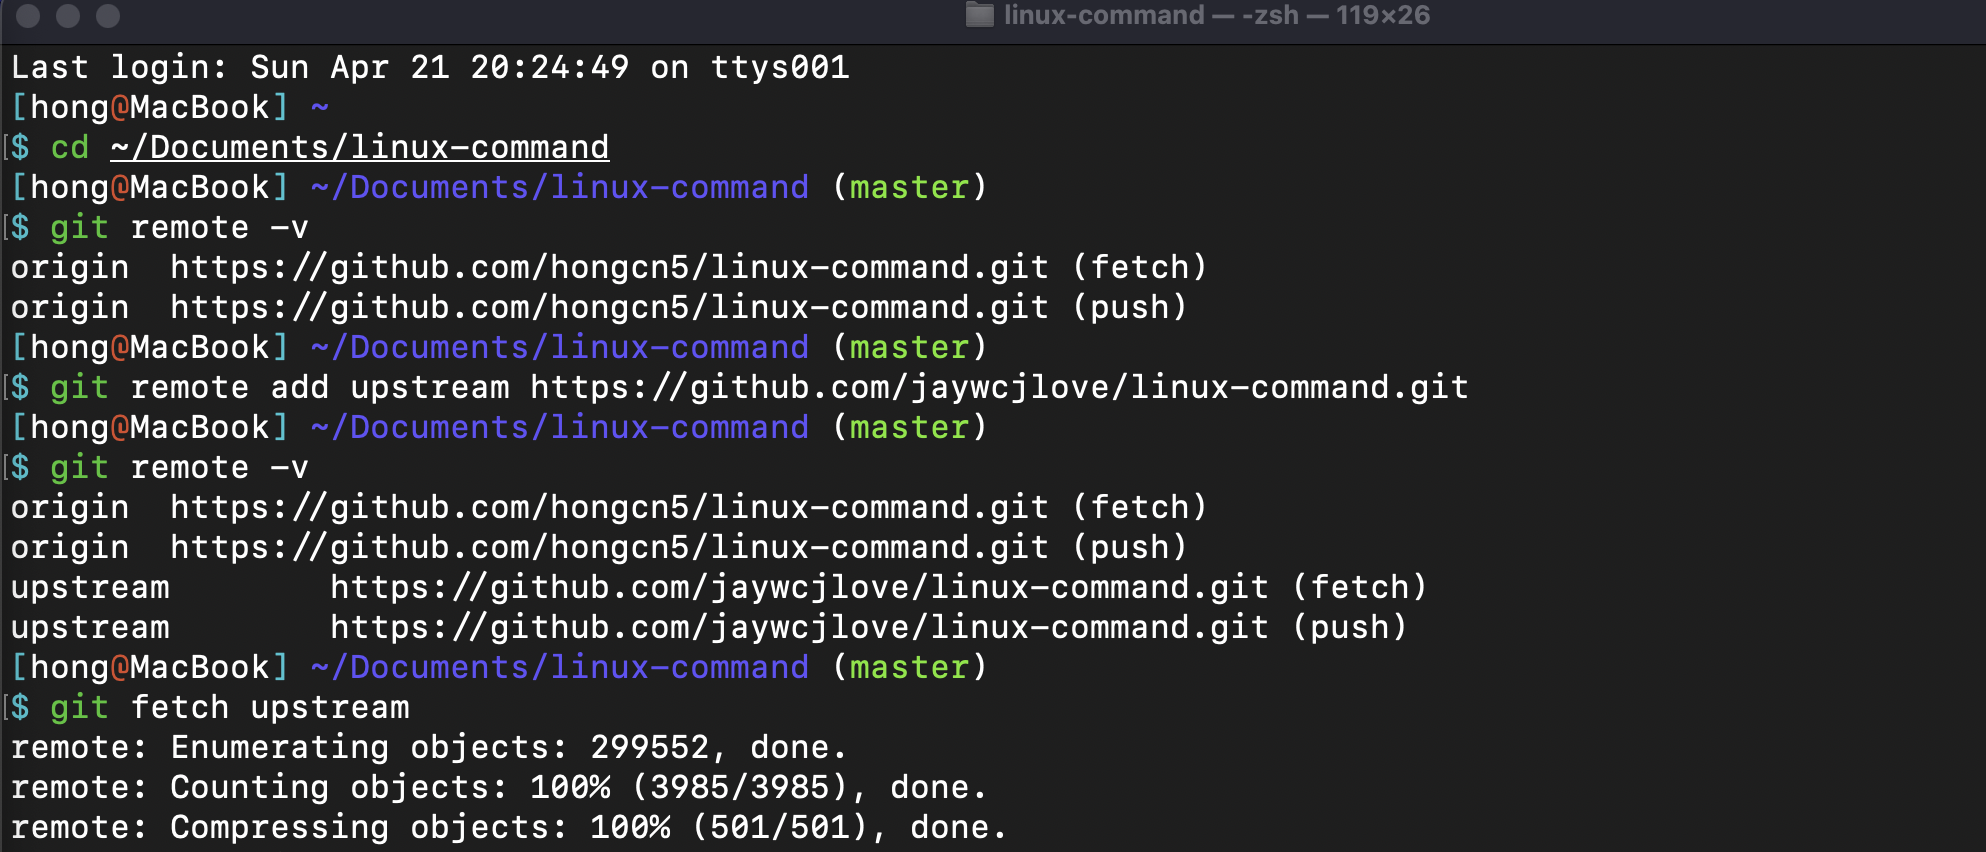 linux-command — -zsh — 119×26
Last login: Sun Apr 21 20:24:49 on ttys001
[hong@MacBook] ~
[$ cd ~/Documents/linux-command
[hong@MacBook] ~/Documents/linux-command (master)
[$ git remote -v
origin  https://github.com/hongcn5/linux-command.git (fetch)
origin  https://github.com/hongcn5/linux-command.git (push)
[hong@MacBook] ~/Documents/linux-command (master)
[$ git remote add upstream https://github.com/jaywcjlove/linux-command.git
[hong@MacBook] ~/Documents/linux-command (master)
[$ git remote -v
origin  https://github.com/hongcn5/linux-command.git (fetch)
origin  https://github.com/hongcn5/linux-command.git (push)
upstream        https://github.com/jaywcjlove/linux-command.git (fetch)
upstream        https://github.com/jaywcjlove/linux-command.git (push)
[hong@MacBook] ~/Documents/linux-command (master)
[$ git fetch upstream
remote: Enumerating objects: 299552, done.
remote: Counting objects: 100% (3985/3985), done.
remote: Compressing objects: 100% (501/501), done.